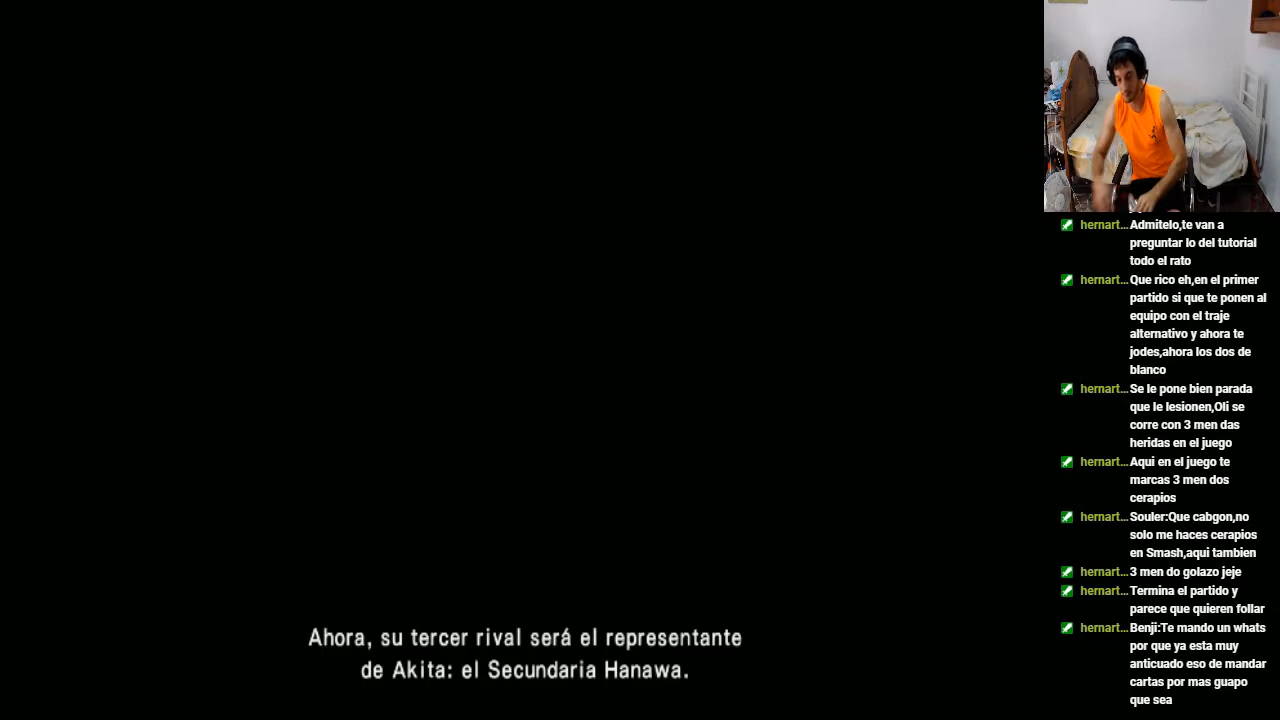 Ahora, su tercer rival será el representante
de Akita: el Secundaria Hanawa.
hernart... Admitelo,te van a
preguntar lo del tutorial
todo el rato
hernart... Que rico eh,en el primer
partido si que te ponen al
equipo con el traje
alternativo y ahora te
jodes,ahora los dos de
blanco
hernart... Se le pone bien parada
que le lesionen,Oli se
corre con 3 men das
heridas en el juego
hernart... Aqui en el juego te
marcas 3 men dos
cerapios
hernart... Souler:Que cabgon,no
solo me haces cerapios
en Smash,aqui tambien
hernart... 3 men do golazo jeje
hernart... Termina el partido y
parece que quieren follar
hernart... Benji:Te mando un whats
por que ya esta muy
anticuado eso de mandar
cartas por mas guapo
que sea